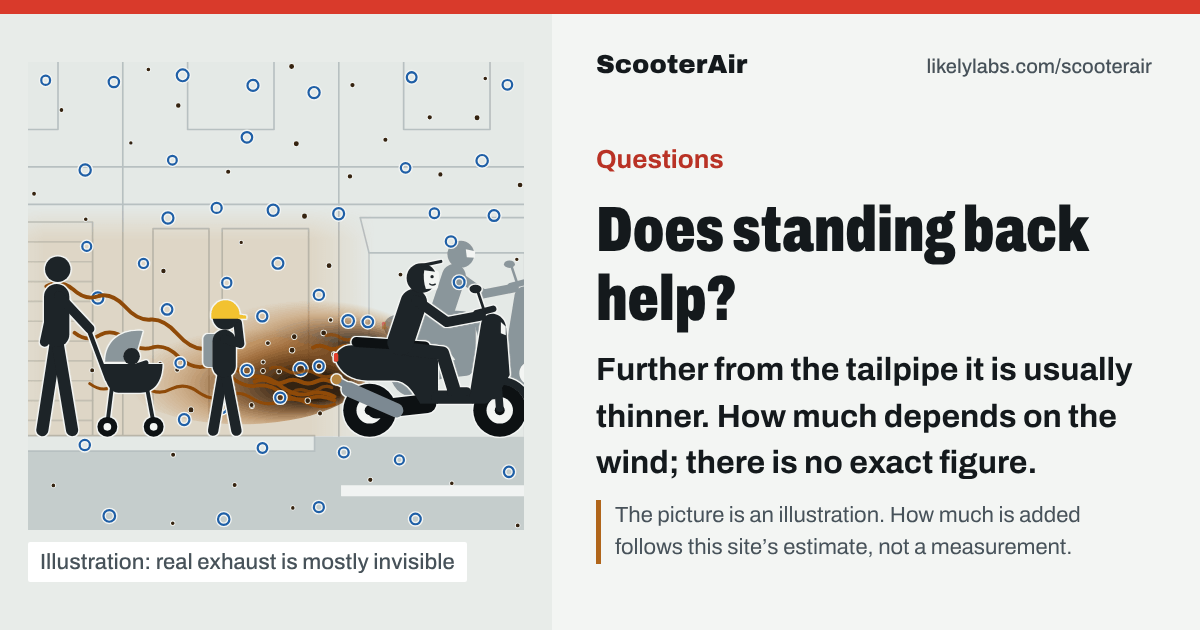 ScooterAir
likelylabs.com/scooterair
Questions
Does standing back
help?
Further from the tailpipe it is usually
thinner. How much depends on the
wind; there is no exact figure.
The picture is an illustration. How much is added
follows this site’s estimate, not a measurement.
Illustration: real exhaust is mostly invisible